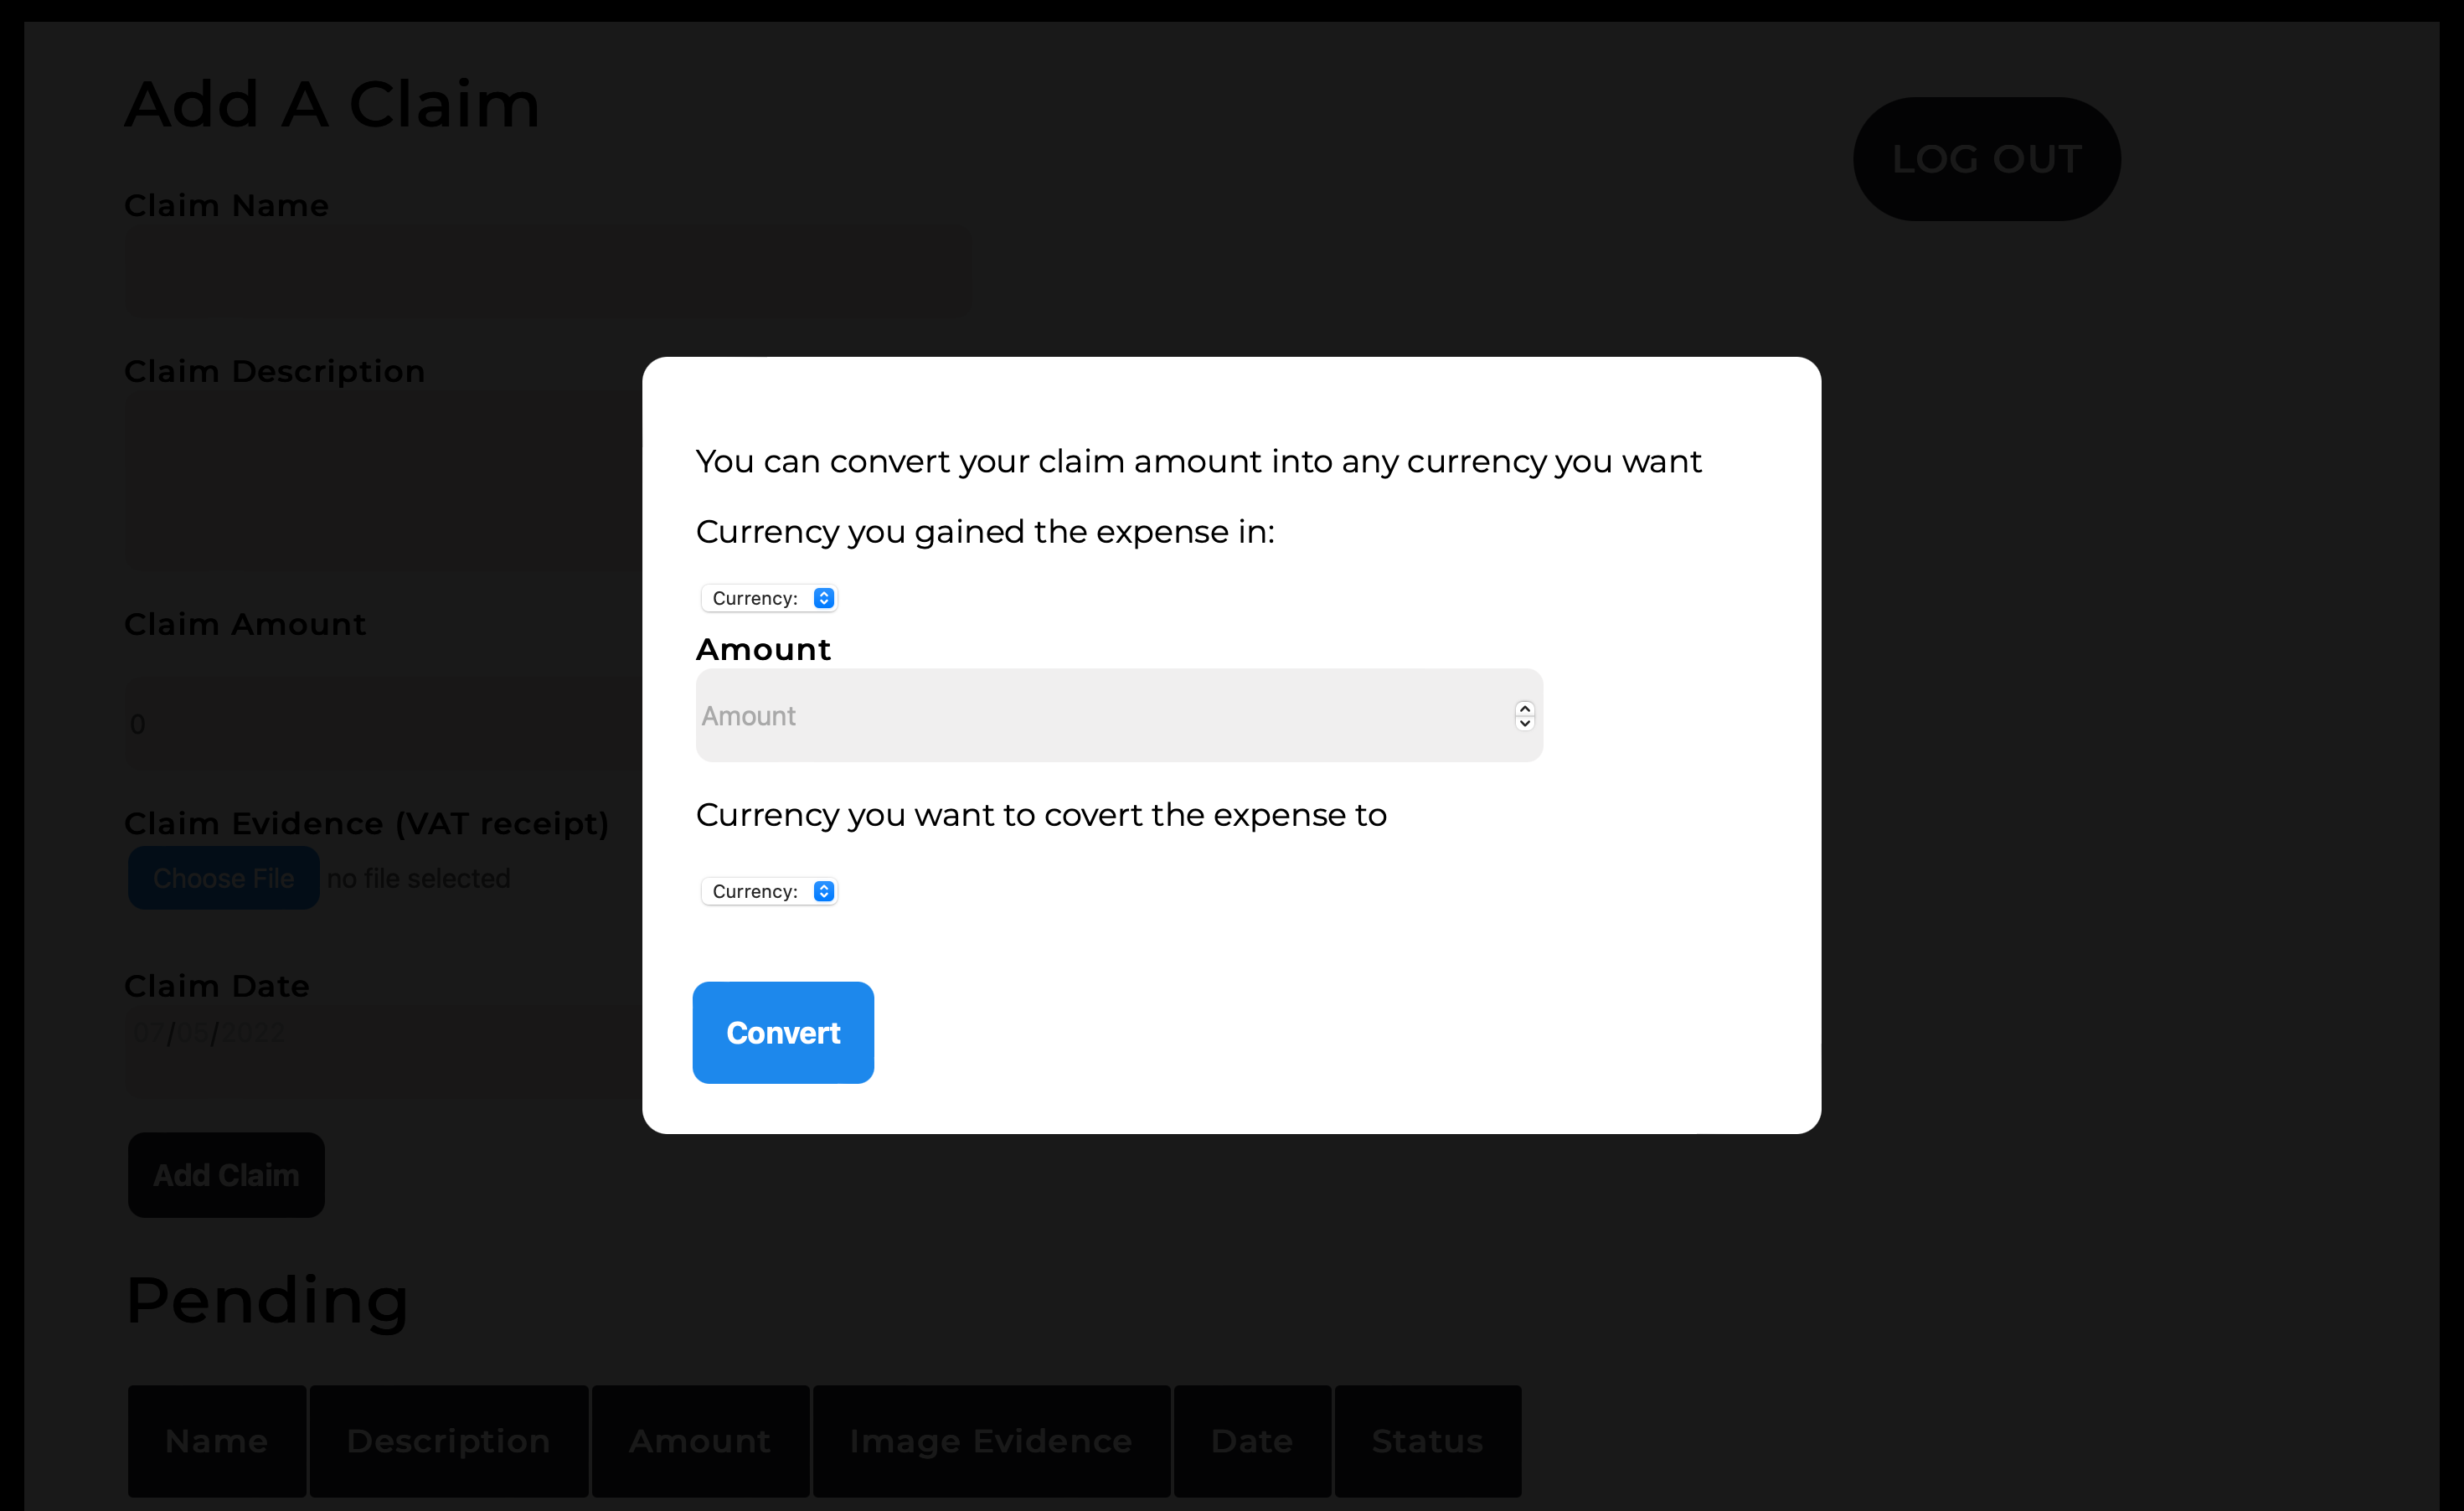 Add A Claim
LOG OUT
Claim Name
Claim Description
You can convert your claim amount into any currency you want
Currency you gained the expense in:
Currency:
Claim Amount
Amount
Amount
0
Currency you want to covert the expense to
Claim Evidence (VAT receipt)
Choose File no file selected
Currency:
Claim Date
07/05/2022
Convert
Add Claim
Pending
Name Description Amount Image Evidence Date Status